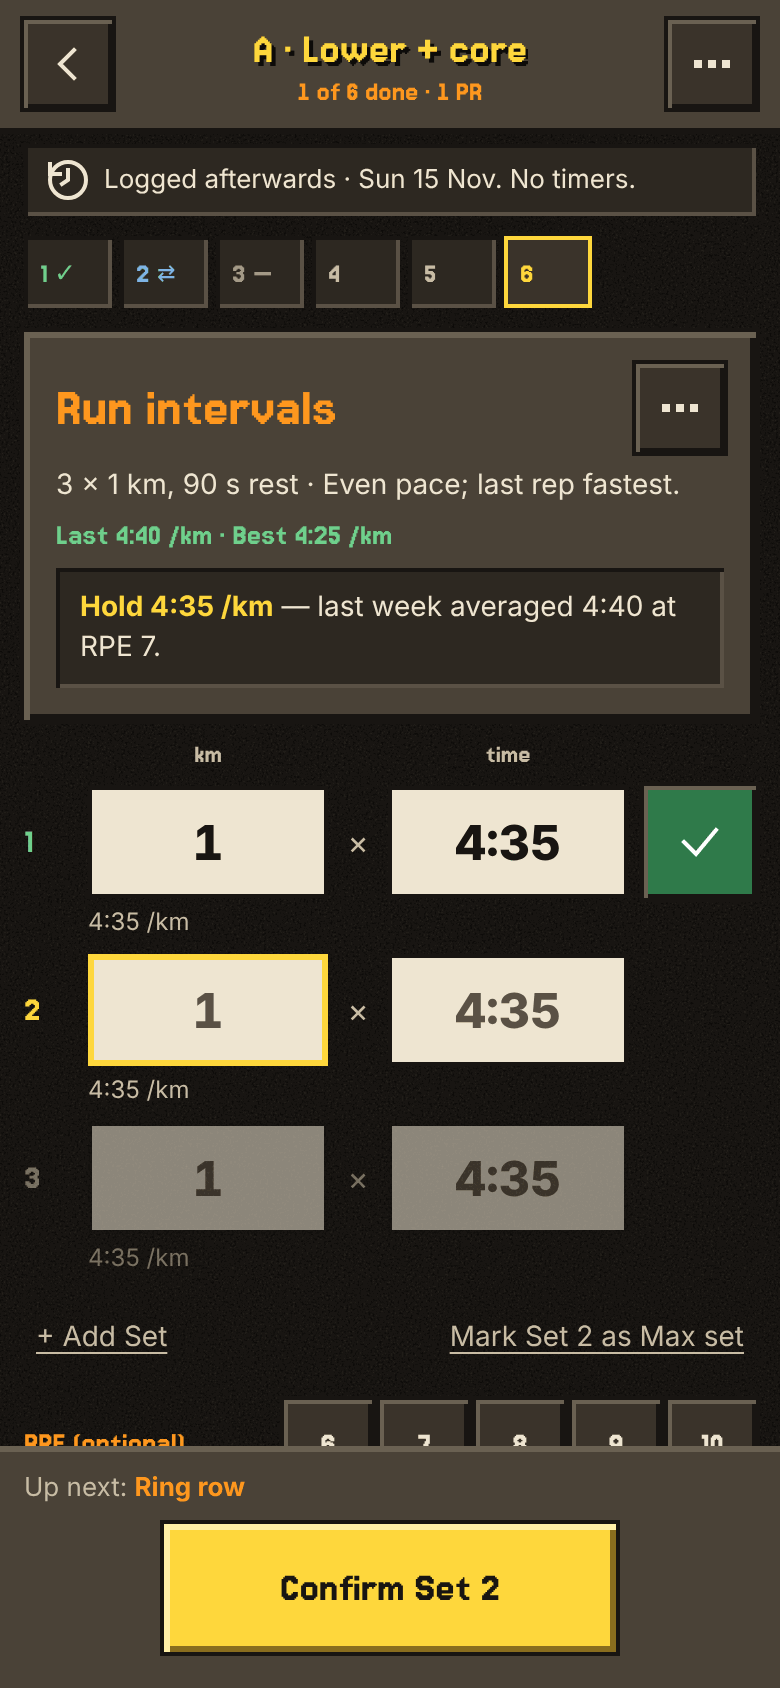 A · Lower + core
1 of 6 done · 1 PR
Logged afterwards · Sun 15 Nov. No timers.
1 ✓ 2 ⇄ 3 — 4 5 6
Run intervals
3 × 1 km, 90 s rest · Even pace; last rep fastest.
Last 4:40 /km · Best 4:25 /km
Hold 4:35 /km — last week averaged 4:40 at
RPE 7.
km time
1 1 × 4:35
4:35 /km
2 1 × 4:35
4:35 /km
3 1 × 4:35
4:35 /km
+ Add Set Mark Set 2 as Max set
RPE (optional) 6 7 8 9 10
Up next: Ring row
Confirm Set 2